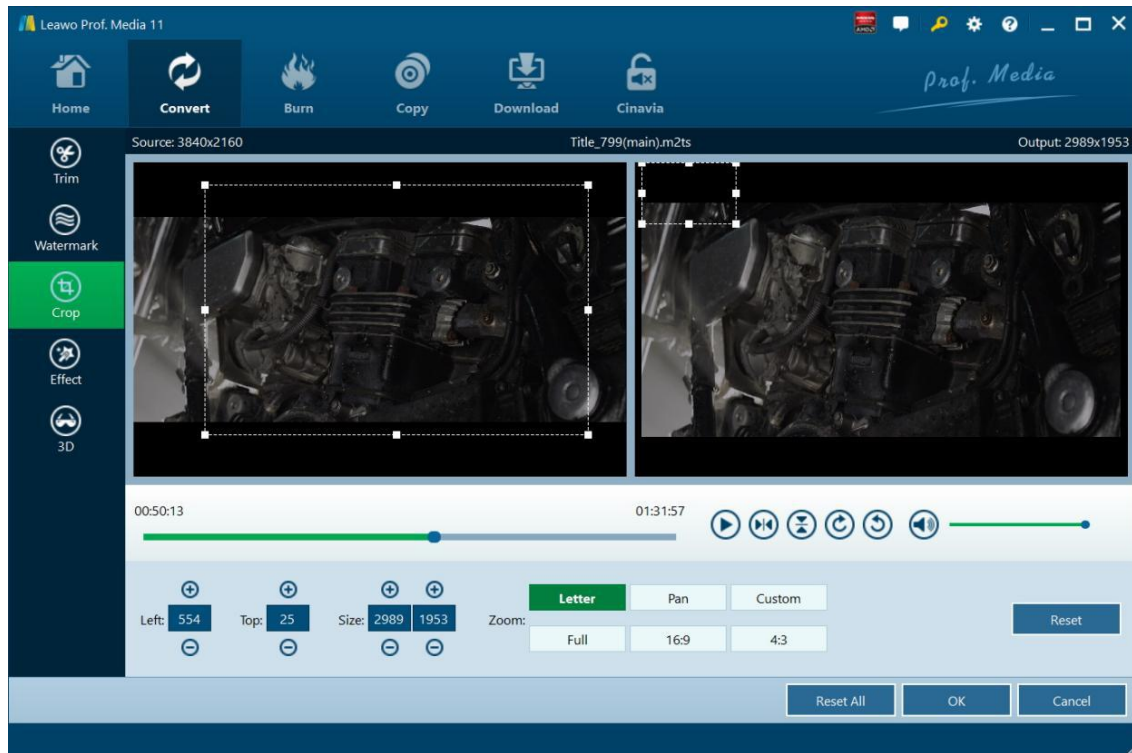 Leawo Prof. Media 11
Home
Convert
Burn
Copy
Download
Cinavia
Prof. Media
Source: 3840x2160
Title_799(main).m2ts
Output: 2989x1953
Trim
Watermark
Crop
Effect
3D
00:50:13
01:31:57
Left: 554
Top: 25
Size: 2989 1953
Zoom:
Letter
Pan
Custom
Full
16:9
4:3
Reset
Reset All
OK
Cancel